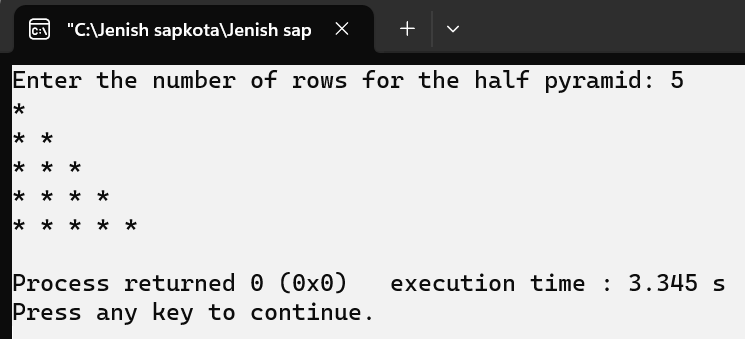 "C:\Jenish sapkota\Jenish sap
Enter the number of rows for the half pyramid: 5
*
* *
* * *
* * * *
* * * * *
Process returned 0 (0x0)   execution time : 3.345 s
Press any key to continue.